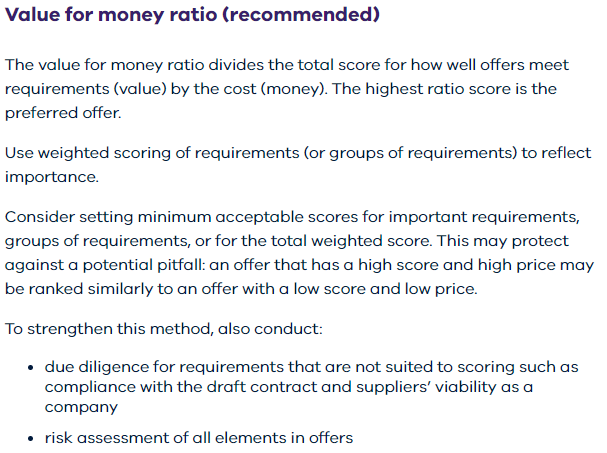 Value for money ratio (recommended)
The value for money ratio divides the total score for how well offers meet
requirements (value) by the cost (money). The highest ratio score is the
preferred offer.
Use weighted scoring of requirements (or groups of requirements) to reflect
importance.
Consider setting minimum acceptable scores for important requirements,
groups of requirements, or for the total weighted score. This may protect
against a potential pitfall: an offer that has a high score and high price may
be ranked similarly to an offer with a low score and low price.
To strengthen this method, also conduct:
• due diligence for requirements that are not suited to scoring such as
compliance with the draft contract and suppliers’ viability as a
company
• risk assessment of all elements in offers